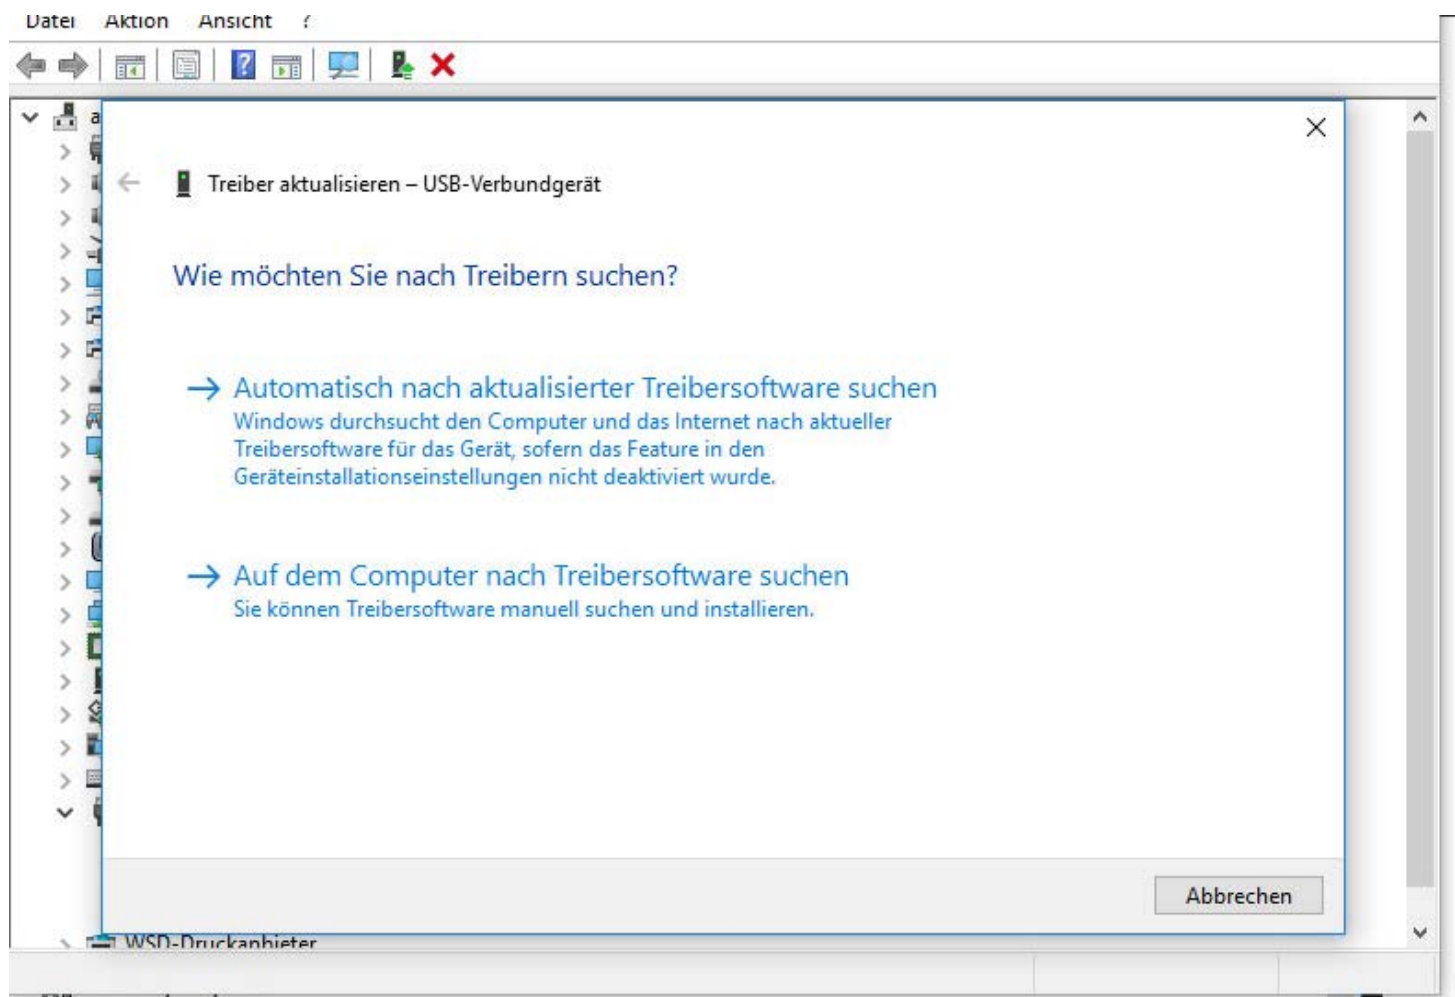 Datei Aktion Ansicht ?
Treiber aktualisieren – USB-Verbundgerät
Wie möchten Sie nach Treibern suchen?
Automatisch nach aktualisierter Treibersoftware suchen
Windows durchsucht den Computer und das Internet nach aktueller
Treibersoftware für das Gerät, sofern das Feature in den
Geräteinstallationseinstellungen nicht deaktiviert wurde.
Auf dem Computer nach Treibersoftware suchen
Sie können Treibersoftware manuell suchen und installieren.
Abbrechen
WSD-Druckanbieter